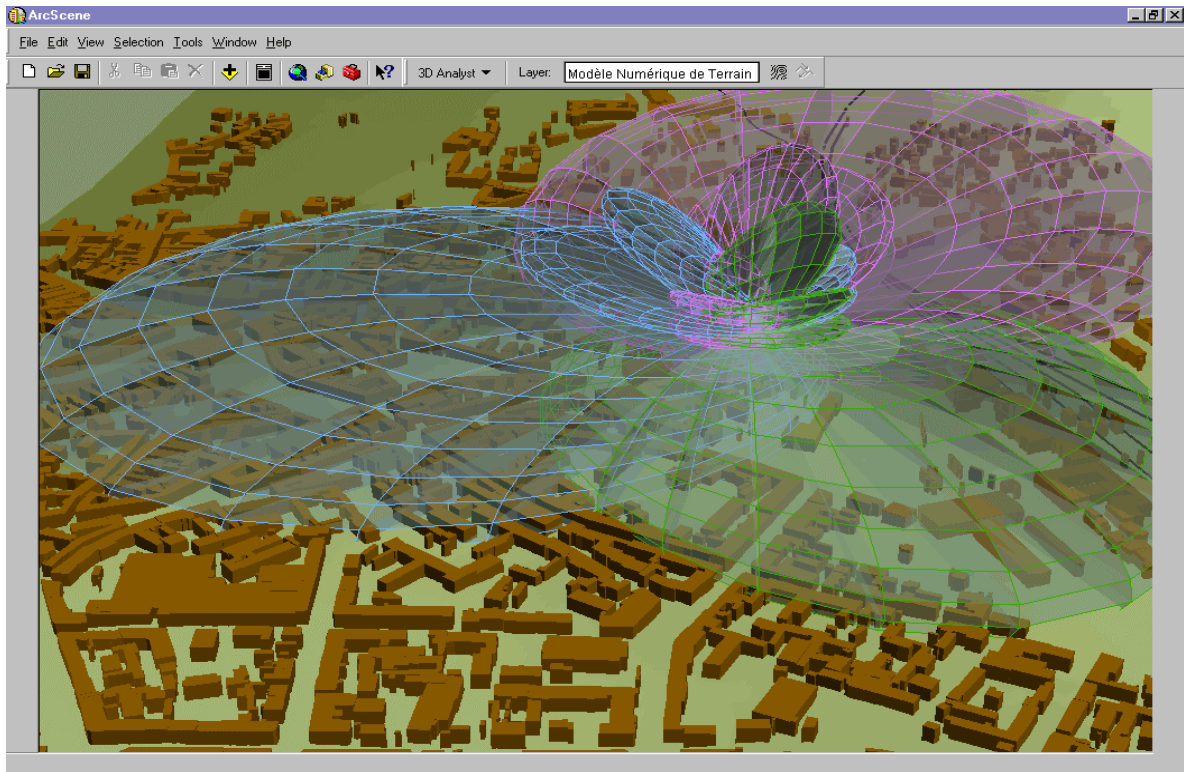 ArcScene
File Edit View Selection Tools Window Help
3D Analyst Layer: Modèle Numérique de Terrain